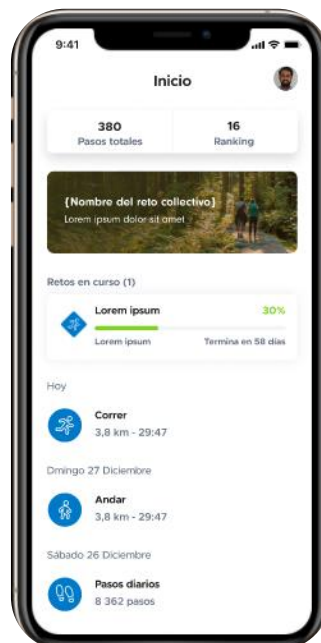 9:41
Inicio
380
Pasos totales
16
Ranking
{Nombre del reto collectivo}
Lorem ipsum dolor sit amet
Retos en curso (1)
Lorem ipsum
30%
Lorem ipsum
Termina en 58 días
Hoy
Correr
3,8 km - 29:47
Dmingo 27 Diciembre
Andar
3,8 km - 29:47
Sábado 26 Diciembre
Pasos diarios
8 362 pasos